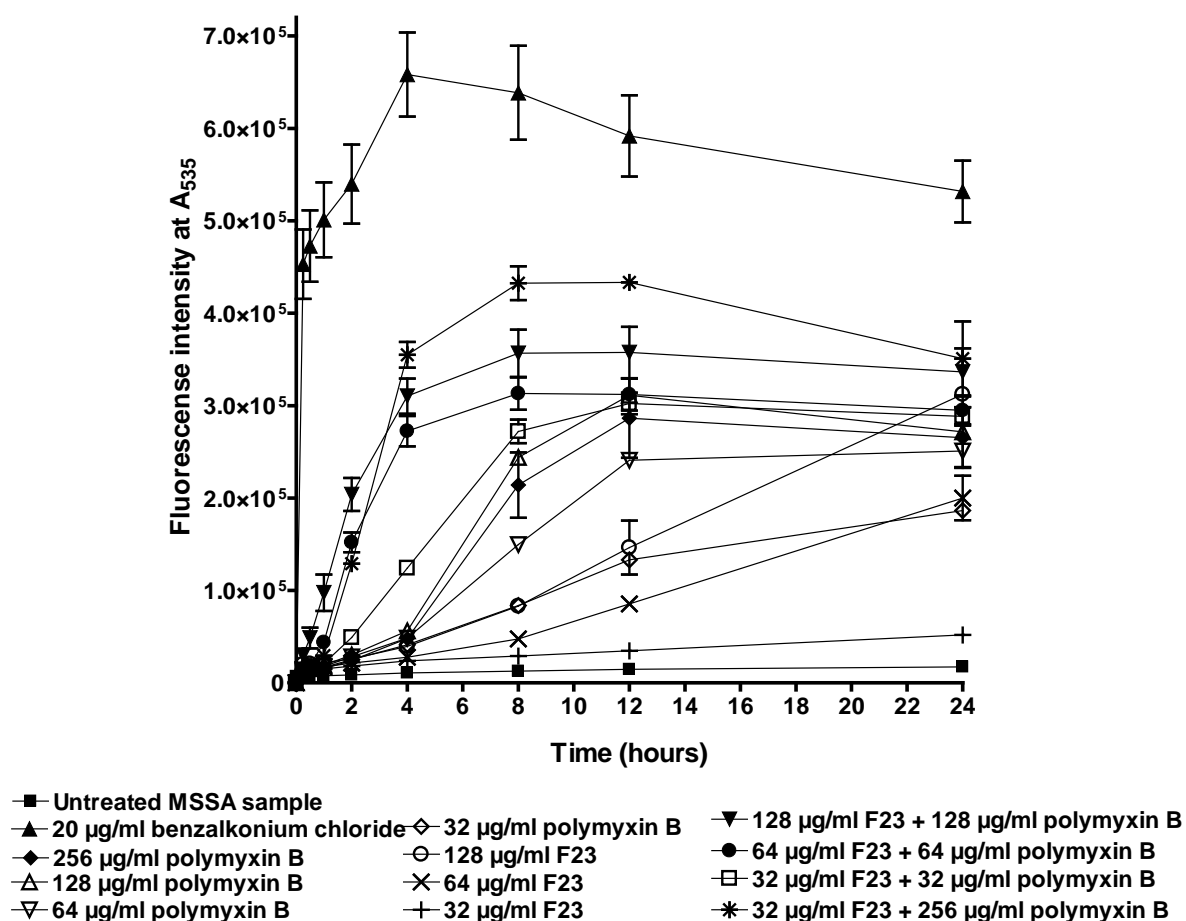 Fluorescense intensity at A535
7.0×10⁵
6.0×10⁵
5.0×10⁵
4.0×10⁵
3.0×10⁵
2.0×10⁵
1.0×10⁵
0
0 2 4 6 8 10 12 14 16 18 20 22 24
Time (hours)
Untreated MSSA sample
20 µg/ml benzalkonium chloride
256 µg/ml polymyxin B
128 µg/ml polymyxin B
64 µg/ml polymyxin B
32 µg/ml polymyxin B
128 µg/ml F23
64 µg/ml F23
32 µg/ml F23
128 µg/ml F23 + 128 µg/ml polymyxin B
64 µg/ml F23 + 64 µg/ml polymyxin B
32 µg/ml F23 + 32 µg/ml polymyxin B
32 µg/ml F23 + 256 µg/ml polymyxin B